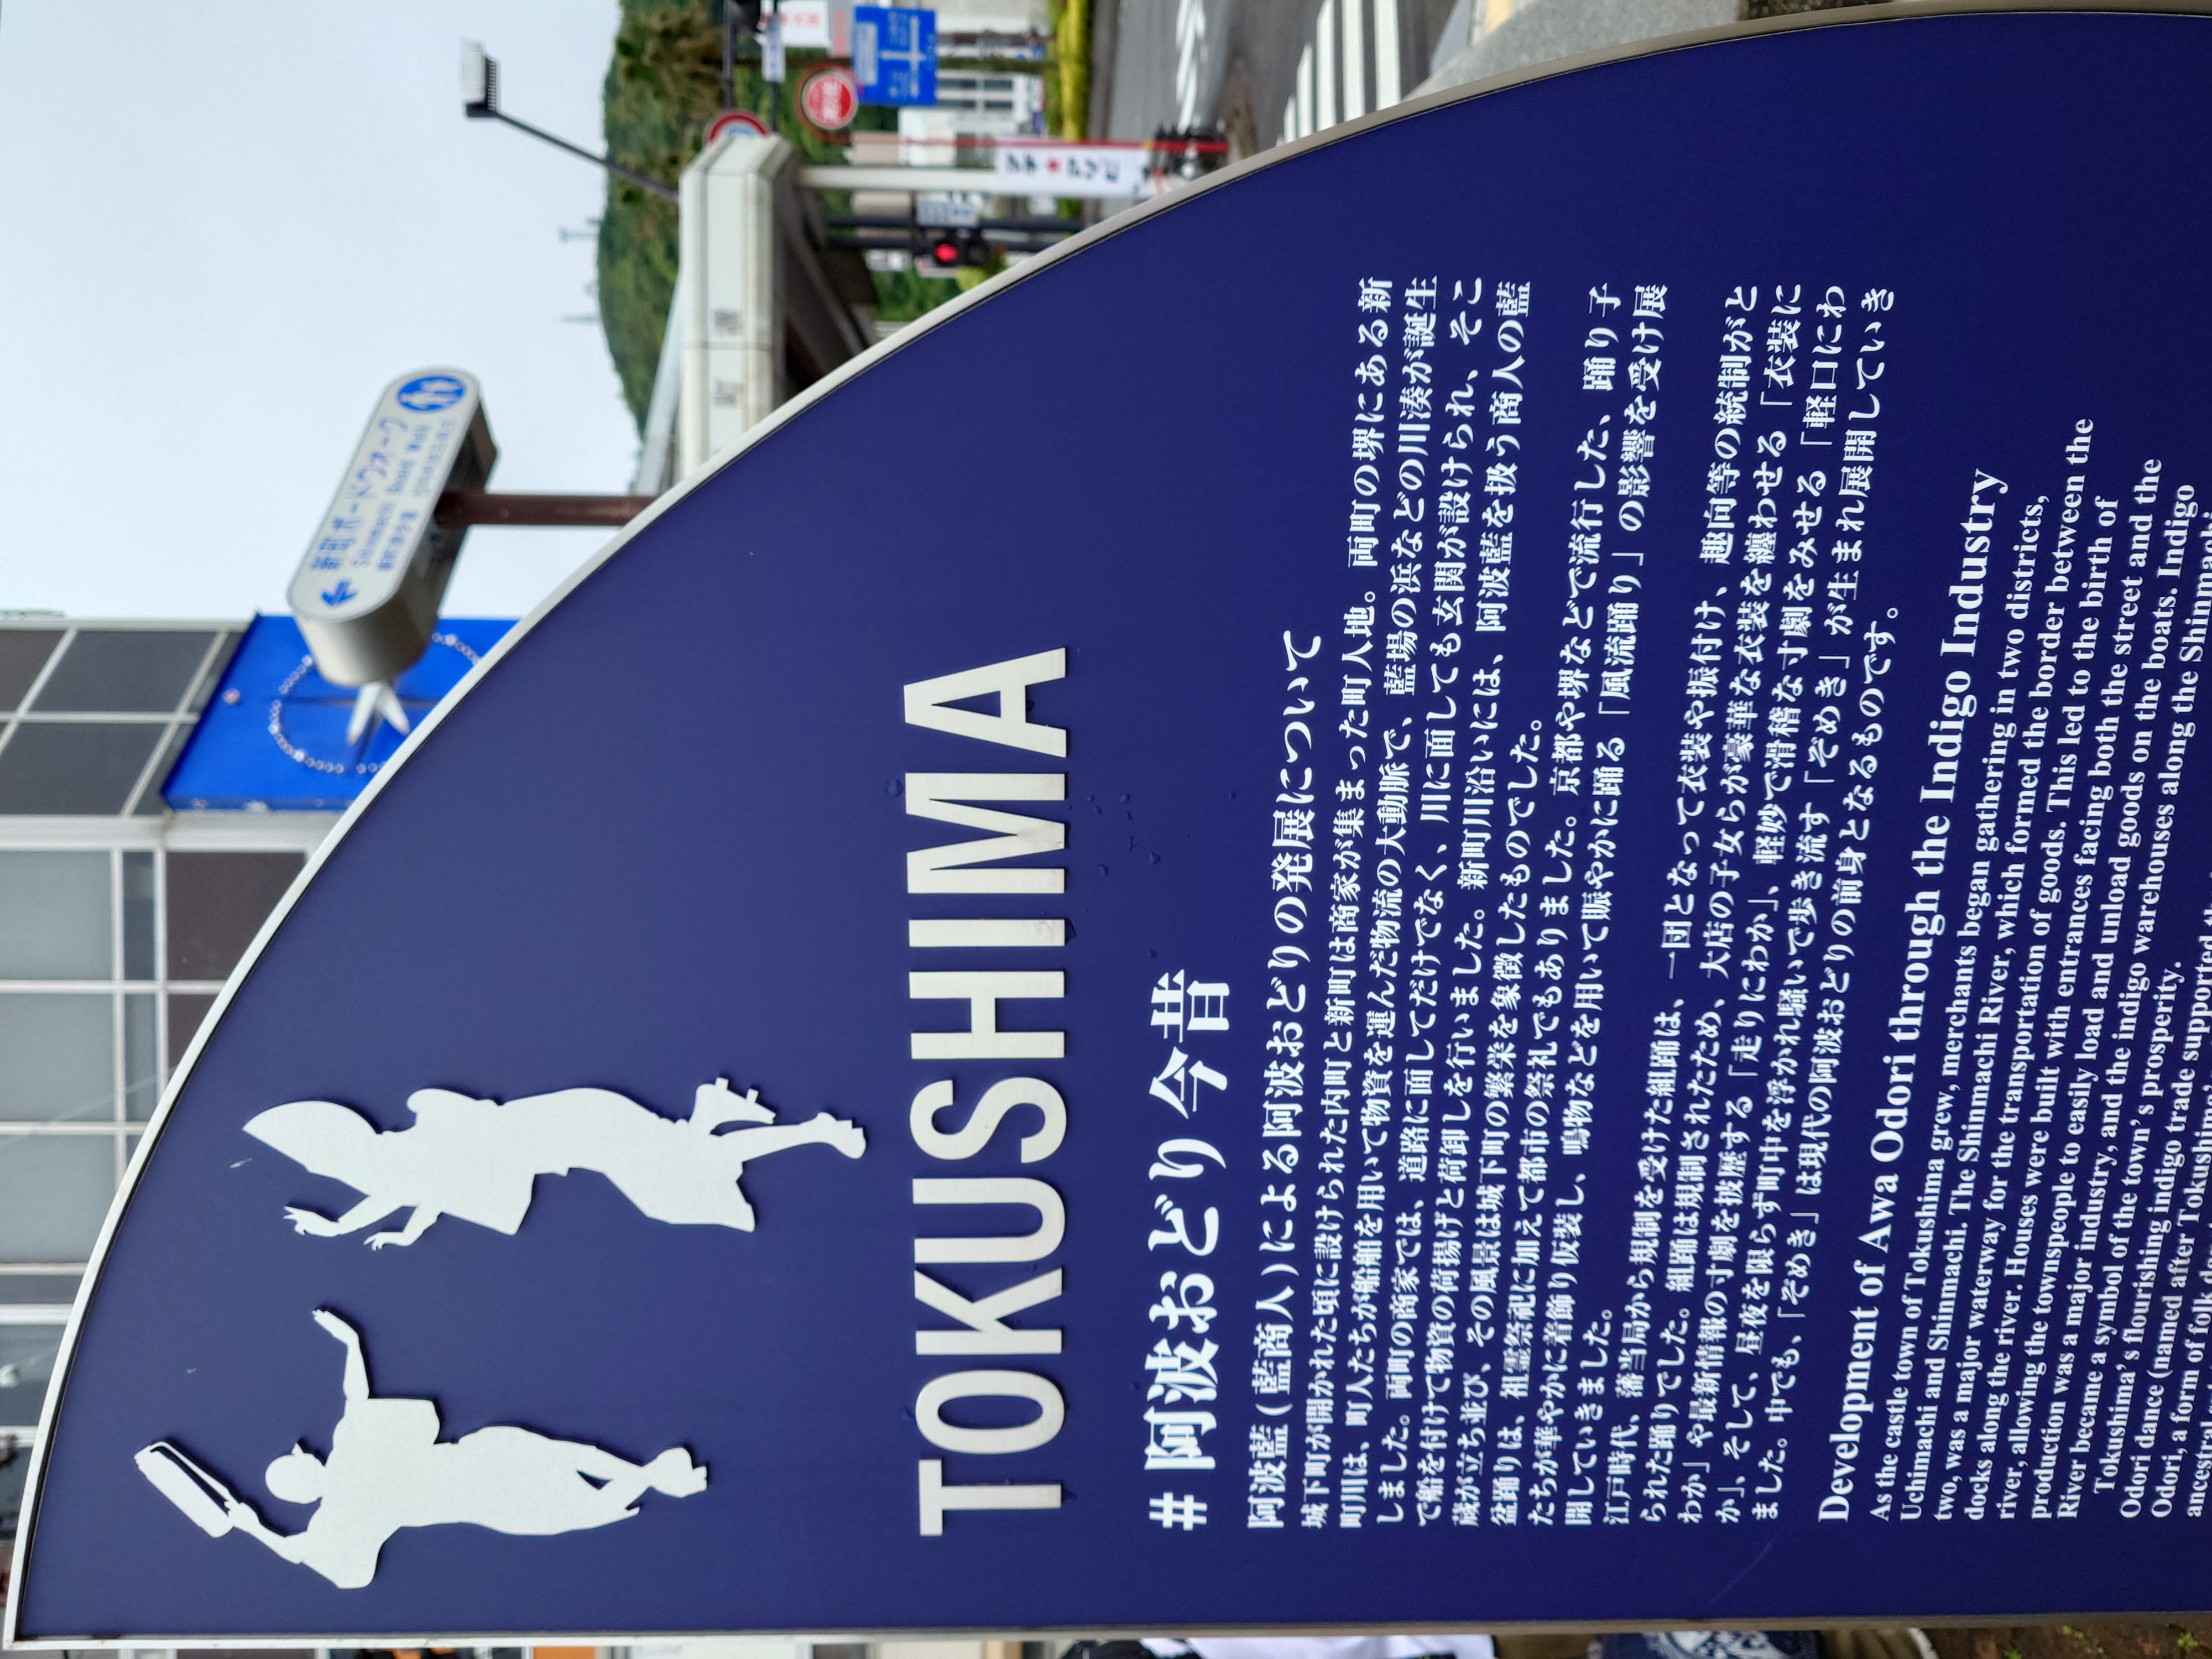 新町ボードウォーク
Shinmachi Board Walk
TOKUSHIMA
# 阿波おどり 今昔
阿波藍(藍商人)による阿波おどりの発展について
城下町が開かれた頃に設けられた内町と新町は商家が集まった町人地。両町の堺にある新
町川は、町人たちが船舶を用いて物資を運んだ物流の大動脈で、藍場の浜などの川湊が誕生
しました。両町の商家では、道路に面してだけでなく、川に面しても玄関が設けられ、そこ
で船を付けて物資の荷揚げと荷卸しを行いました。新町川沿いには、阿波藍を扱う商人の藍
蔵が立ち並び、その風景は城下町の繁栄を象徴したものでした。
盆踊りは、祖霊祭祀に加えて都市の祭礼でもありました。京都や堺などで流行した、踊り子
たちが華やかに着飾り仮装し、鳴物などを用いて賑やかに踊る「風流踊り」の影響を受け展
開していきました。
江戸時代、藩当局から規制を受けた組踊は、一団となって衣装や振付け、趣向等の統制がと
られた踊りでした。組踊は規制されたため、大店の子女らが豪華な衣装を纏わせる「衣装に
わか」や最新情報の寸劇を披歴する「走りにわか」、軽妙で滑稽な寸劇をみせる「軽口にわ
か」、そして、昼夜を限らず町中を浮かれ騒いで歩き流す「ぞめき」が生まれ展開していき
ました。中でも、「ぞめき」は現代の阿波おどりの前身となるものです。
Development of Awa Odori through the Indigo Industry
As the castle town of Tokushima grew, merchants began gathering in two districts,
Uchimachi and Shinmachi. The Shinmachi River, which formed the border between the
two, was a major waterway for the transportation of goods. This led to the birth of
docks along the river. Houses were built with entrances facing both the street and the
river, allowing the townspeople to easily load and unload goods on the boats. Indigo
production was a major industry, and the indigo warehouses along the Shinmachi
River became a symbol of the town's prosperity.
Tokushima's flourishing indigo trade supported
Odori dance (named after Tokushi
Odori, a form of folk dan